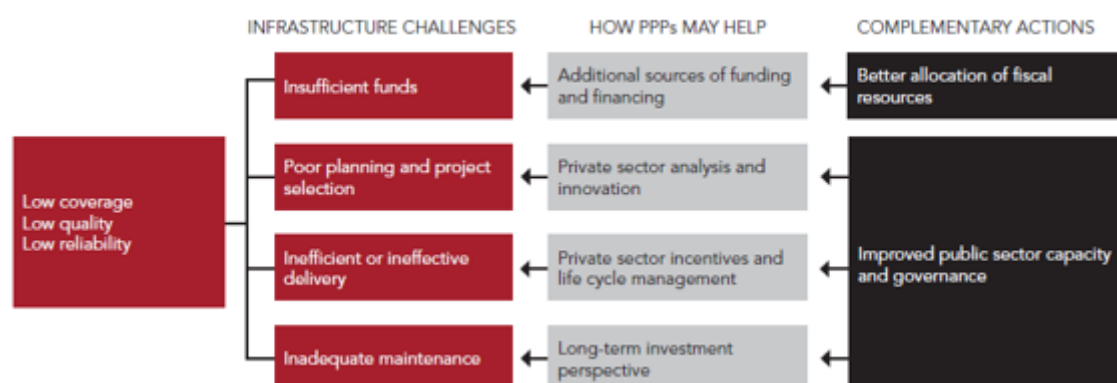 INFRASTRUCTURE CHALLENGES
HOW PPPs MAY HELP
COMPLEMENTARY ACTIONS
Low coverage
Low quality
Low reliability
Insufficient funds
Additional sources of funding
and financing
Better allocation of fiscal
resources
Poor planning and project
selection
Private sector analysis and
innovation
Inefficient or ineffective
delivery
Private sector incentives and
life cycle management
Improved public sector capacity
and governance
Inadequate maintenance
Long-term investment
perspective